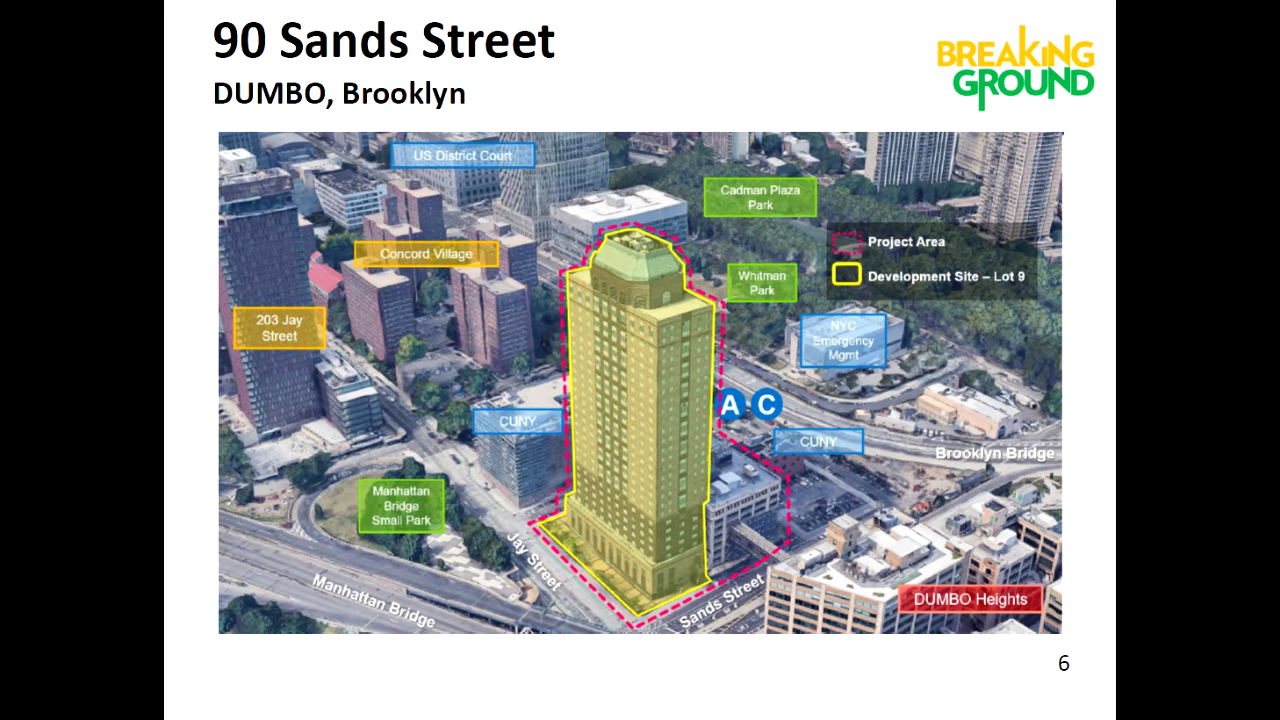 90 Sands Street
DUMBO, Brooklyn
BREAKING
GROUND
US District Court
Cadman Plaza
Park
Project Area
Concord Village
Whitman
Park
Development Site – Lot 9
203 Jay
Street
NYC
Emergency
Mgmt
A C
CUNY
CUNY
Brooklyn Bridge
Manhattan
Bridge
Small Park
Jay Street
Manhattan Bridge
Sands Street
DUMBO Heights
6